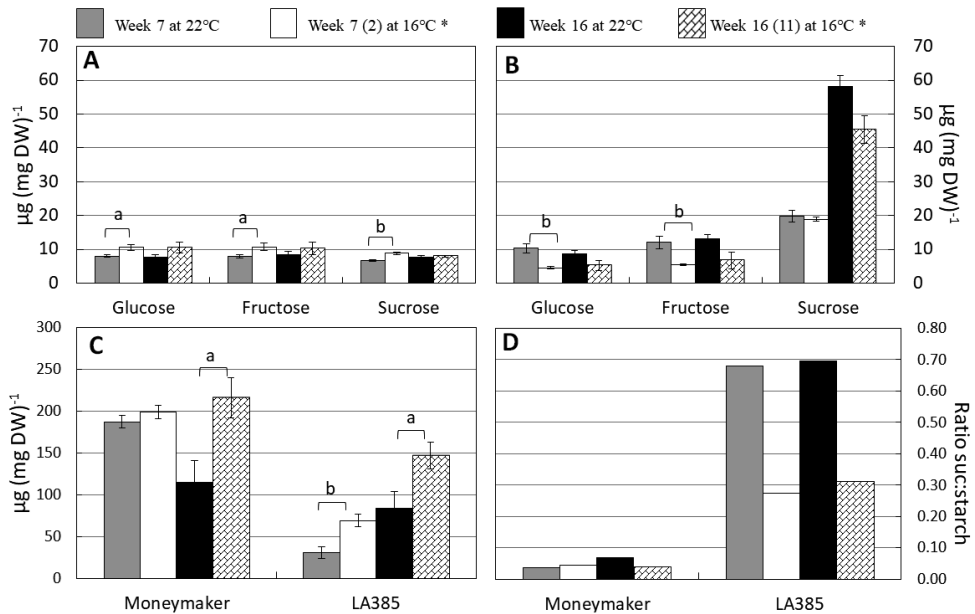 Week 7 at 22°C Week 7 (2) at 16°C * Week 16 at 22°C Week 16 (11) at 16°C *
A
70
60
50
40
30
20
10
0
µg (mg DW)-1
a
a
b
Glucose Fructose Sucrose
B
b
b
Glucose Fructose Sucrose
70
60
50
40
30
20
10
0
µg (mg DW)-1
C
300
250
200
150
100
50
0
µg (mg DW)-1
a
b
a
Moneymaker LA385
D
Moneymaker LA385
0.80
0.70
0.60
0.50
0.40
0.30
0.20
0.10
0.00
Ratio suc:starch